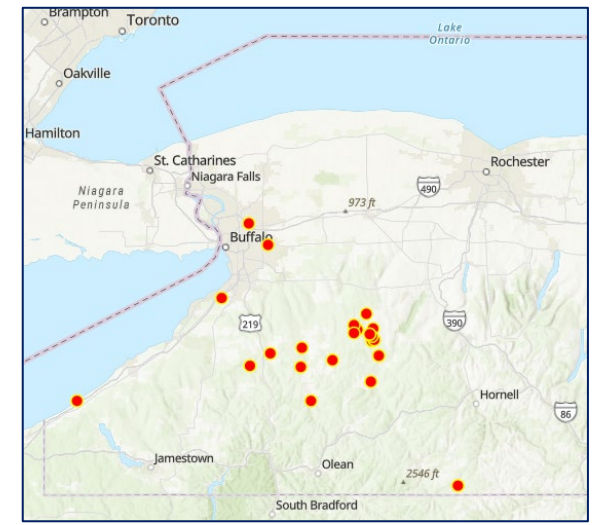 Brampton
Toronto
Lake
Ontario
Oakville
Hamilton
St. Catharines
Niagara Falls
Rochester
490
Niagara
Peninsula
973 ft
Buffalo
219
390
Hornell
86
Jamestown
Olean
2546 ft
South Bradford